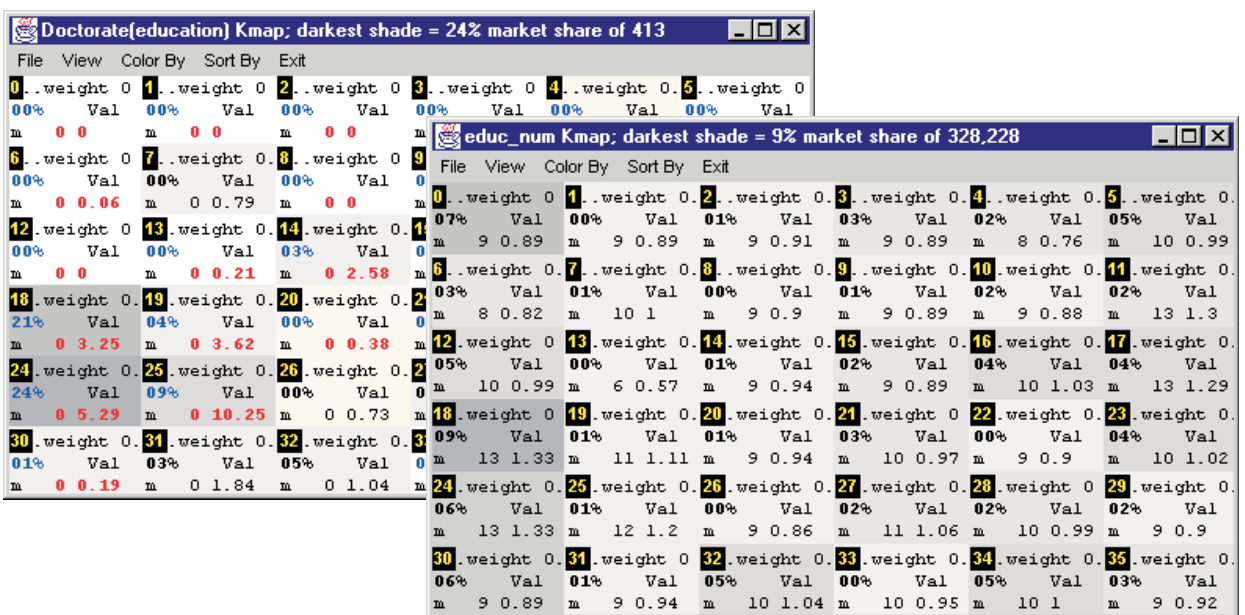 Doctorate(education) Kmap; darkest shade = 24% market share of 413
File View Color By Sort By Exit
0..weight 0 1..weight 0 2..weight 0 3..weight 0 4..weight 0. 5..weight 0
00% Val 00% Val 00% Val 00% Val 00% Val 00% Val
m 0 0 m 0 0 m 0 0 m
6..weight 0 7..weight 0. 8..weight 0 9
00% Val 00% Val 00% Val 0
m 0 0.06 m 0 0.79 m 0 0 m
12.weight 0 13.weight 0. 14.weight 0.
00% Val 00% Val 03% Val 0
m 0 0 m 0 0.21 m 0 2.58 m
18.weight 0. 19.weight 0. 20.weight 0. 2
21% Val 04% Val 00% Val 0
m 0 3.25 m 0 3.62 m 0 0.38 m
24.weight 0. 25.weight 0. 26.weight 0. 2
24% Val 09% Val 00% Val 0
m 0 5.29 m 0 10.25 m 0 0.73 m
30.weight 0. 31.weight 0. 32.weight 0. 3
01% Val 03% Val 05% Val 0
m 0 0.19 m 0 1.84 m 0 1.04 m
educ_num Kmap; darkest shade = 9% market share of 328,228
File View Color By Sort By Exit
0..weight 0 1..weight 0. 2..weight 0. 3..weight 0. 4..weight 0. 5..weight 0.
07% Val 00% Val 01% Val 03% Val 02% Val 05% Val
m 9 0.89 m 9 0.89 m 9 0.91 m 9 0.89 m 8 0.76 m 10 0.99
6..weight 0. 7..weight 0. 8..weight 0. 9..weight 0. 10.weight 0. 11.weight 0.
03% Val 01% Val 00% Val 01% Val 02% Val 02% Val
m 8 0.82 m 10 1 m 9 0.9 m 9 0.89 m 9 0.88 m 13 1.3
12.weight 0 13.weight 0. 14.weight 0. 15.weight 0. 16.weight 0. 17.weight 0.
05% Val 00% Val 01% Val 02% Val 04% Val 04% Val
m 10 0.99 m 6 0.57 m 9 0.94 m 9 0.89 m 10 1.03 m 13 1.29
18.weight 0 19.weight 0. 20.weight 0. 21.weight 0 22.weight 0. 23.weight 0.
09% Val 01% Val 01% Val 03% Val 00% Val 04% Val
m 13 1.33 m 11 1.11 m 9 0.94 m 10 0.97 m 9 0.9 m 10 1.02
24.weight 0. 25.weight 0. 26.weight 0. 27.weight 0. 28.weight 0 29.weight 0
06% Val 01% Val 00% Val 02% Val 02% Val 02% Val
m 13 1.33 m 12 1.2 m 9 0.86 m 11 1.06 m 10 0.99 m 9 0.9
30.weight 0. 31.weight 0 32.weight 0. 33.weight 0. 34.weight 0. 35.weight 0.
06% Val 01% Val 05% Val 00% Val 05% Val 03% Val
m 9 0.89 m 9 0.94 m 10 1.04 m 10 0.95 m 10 1 m 9 0.92